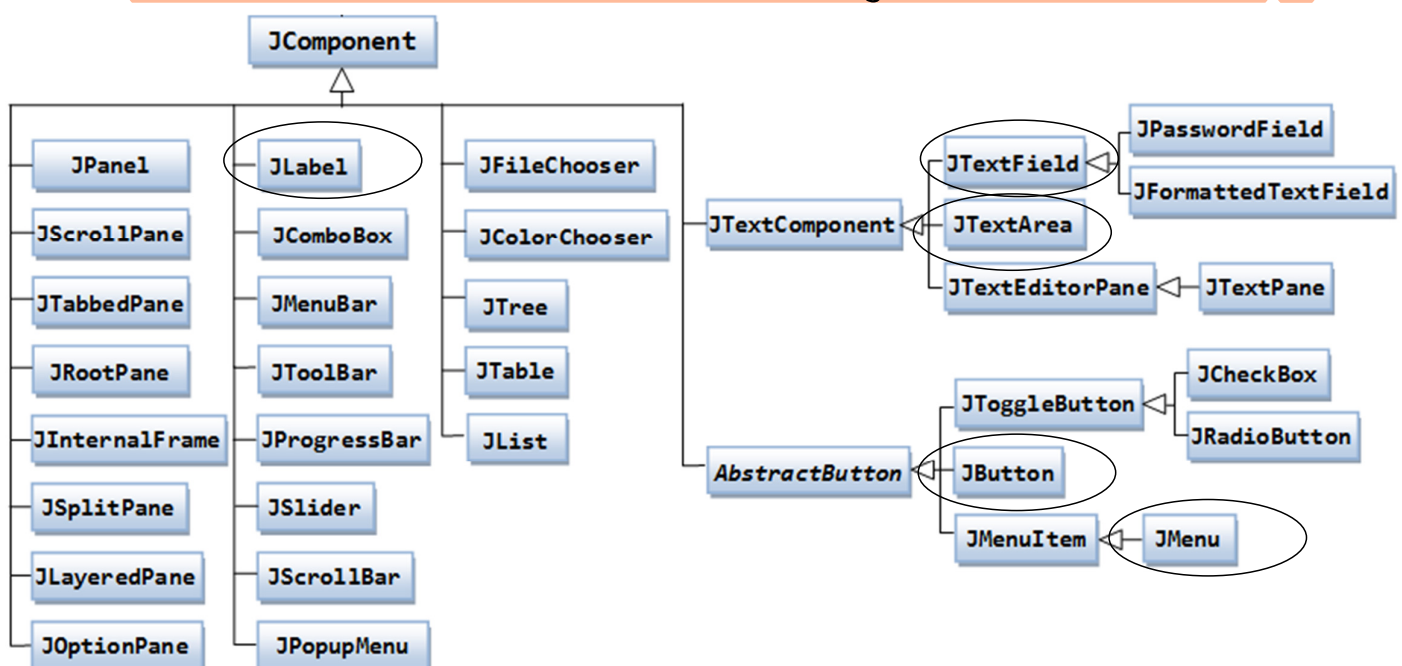 JComponent
JPanel
JScrollPane
JTabbedPane
JRootPane
JInternalFrame
JSplitPane
JLayeredPane
JOptionPane
JLabel
JComboBox
JMenuBar
JToolBar
JProgressBar
JSlider
JScrollBar
JPopupMenu
JFileChooser
JColorChooser
JTree
JTable
JList
JTextComponent
JTextField
JTextArea
JTextEditorPane
JPasswordField
JFormattedTextField
JTextPane
AbstractButton
JToggleButton
JButton
JMenuItem
JCheckBox
JRadioButton
JMenu